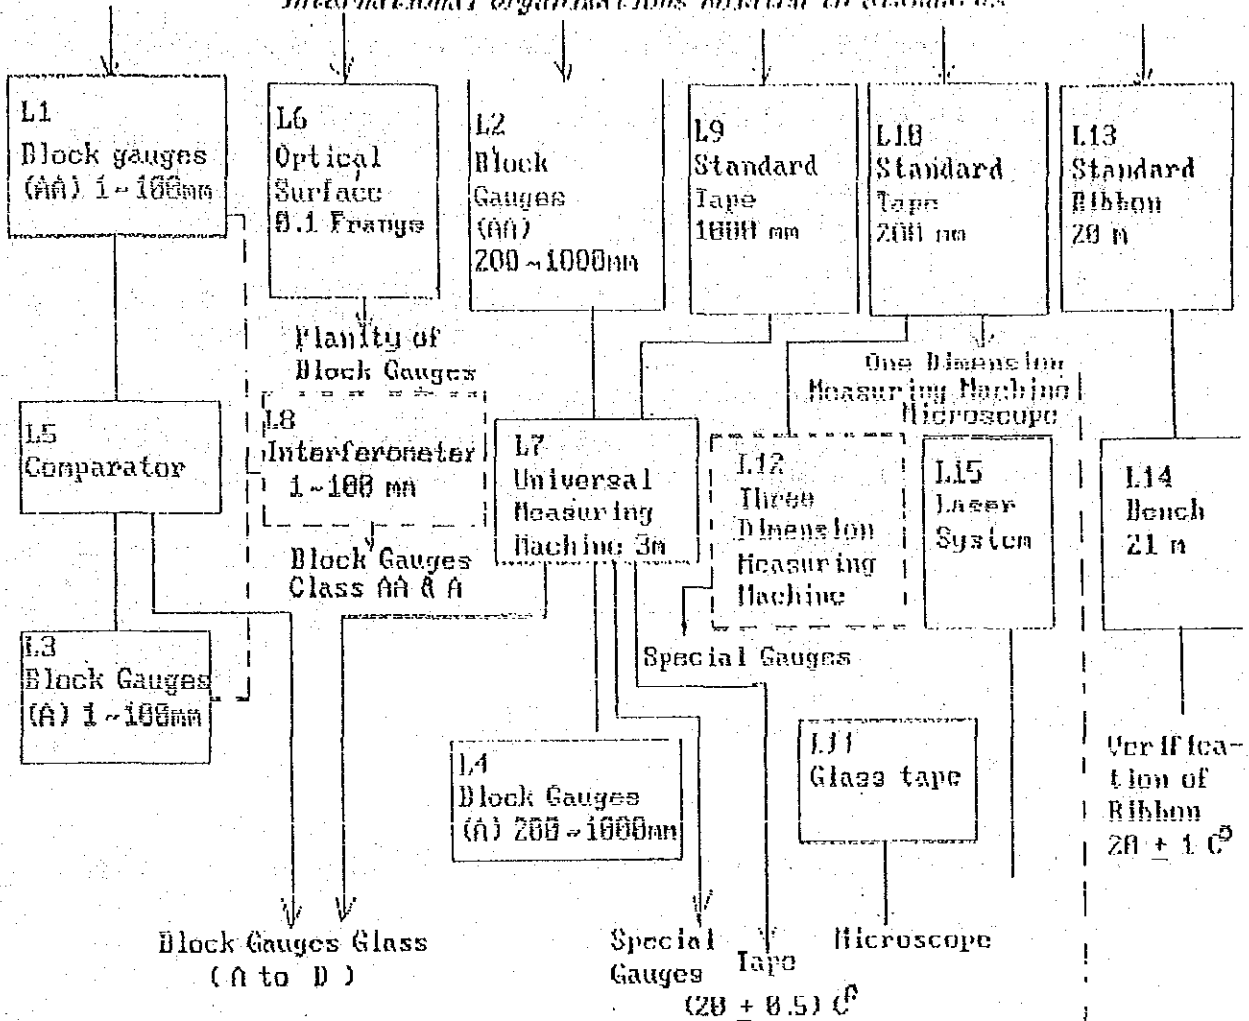 International organizations
L1
Block gauges
(AA) 1~100mm
L6
Optical
Surface
0.1 Frange
L2
Block
Gauges
(AA)
200~1000mm
L9
Standard
Tape
1000 mm
L10
Standard
Tape
200 mm
L13
Standard
Ribbon
20 m
Planity of
Block Gauges
One Dimension
Measuring Machine
Microscope
L5
Comparator
L8
Interferometer
1~100 mm
L7
Universal
Measuring
Machine 3m
L12
Three
Dimension
Measuring
Machine
L15
Laser
System
L14
Bench
21 m
Block Gauges
Class AA & A
L3
Block Gauges
(A) 1~100mm
Special Gauges
L4
Block Gauges
(A) 200~1000mm
L11
Glass tape
Verifica-
tion of
Ribbon
20 ± 1 C°
Block Gauges Glass
(A to D)
Special
Gauges
Tape
(20 ± 0.5) C°
Microscope